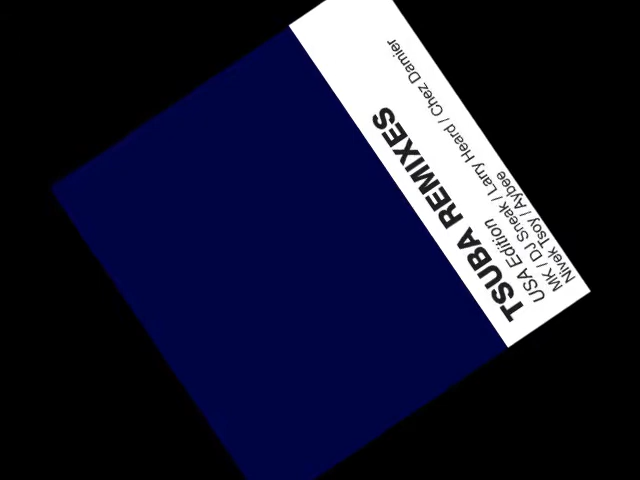 TSUBA REMIXES
USA Edition
MK / DJ Sneak / Larry Heard / Chez Damier
Nivek Tsoy / Aybee